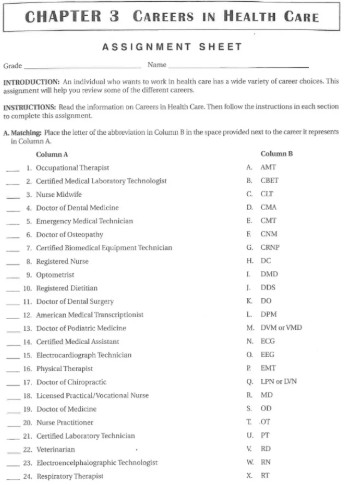 CHAPTER 3 CAREERS IN HEALTH CARE
ASSIGNMENT SHEET
Grade ____ Name ____
INTRODUCTION: An individual who wants to work in health care has a wide variety of career choices. This
assignment will help you review some of the different careers.
INSTRUCTIONS: Read the information on Careers in Health Care. Then follow the instructions in each section
to complete this assignment.
A. Matching: Place the letter of the abbreviation in Column B in the space provided next to the career it represents
in Column A.
Column A Column B
____ 1. Occupational Therapist A. AMT
____ 2. Certified Medical Laboratory Technologist B. CBET
____ 3. Nurse Midwife C. CLT
____ 4. Doctor of Dental Medicine D. CMA
____ 5. Emergency Medical Technician E. CMT
____ 6. Doctor of Osteopathy F. CNM
____ 7. Certified Biomedical Equipment Technician G. CRNP
____ 8. Registered Nurse H. DC
____ 9. Optometrist I. DMD
____ 10. Registered Dietitian J. DDS
____ 11. Doctor of Dental Surgery K. DO
____ 12. American Medical Transcriptionist L. DPM
____ 13. Doctor of Podiatric Medicine M. DVM or VMD
____ 14. Certified Medical Assistant N. ECG
____ 15. Electrocardiograph Technician O. EEG
____ 16. Physical Therapist P. EMT
____ 17. Doctor of Chiropractic Q. LPN or LVN
____ 18. Licensed Practical/Vocational Nurse R. MD
____ 19. Doctor of Medicine S. OD
____ 20. Nurse Practitioner T. OT
____ 21. Certified Laboratory Technician U. PT
____ 22. Veterinarian V. RD
____ 23. Electroencephalographic Technologist W. RN
____ 24. Respiratory Therapist X. RT